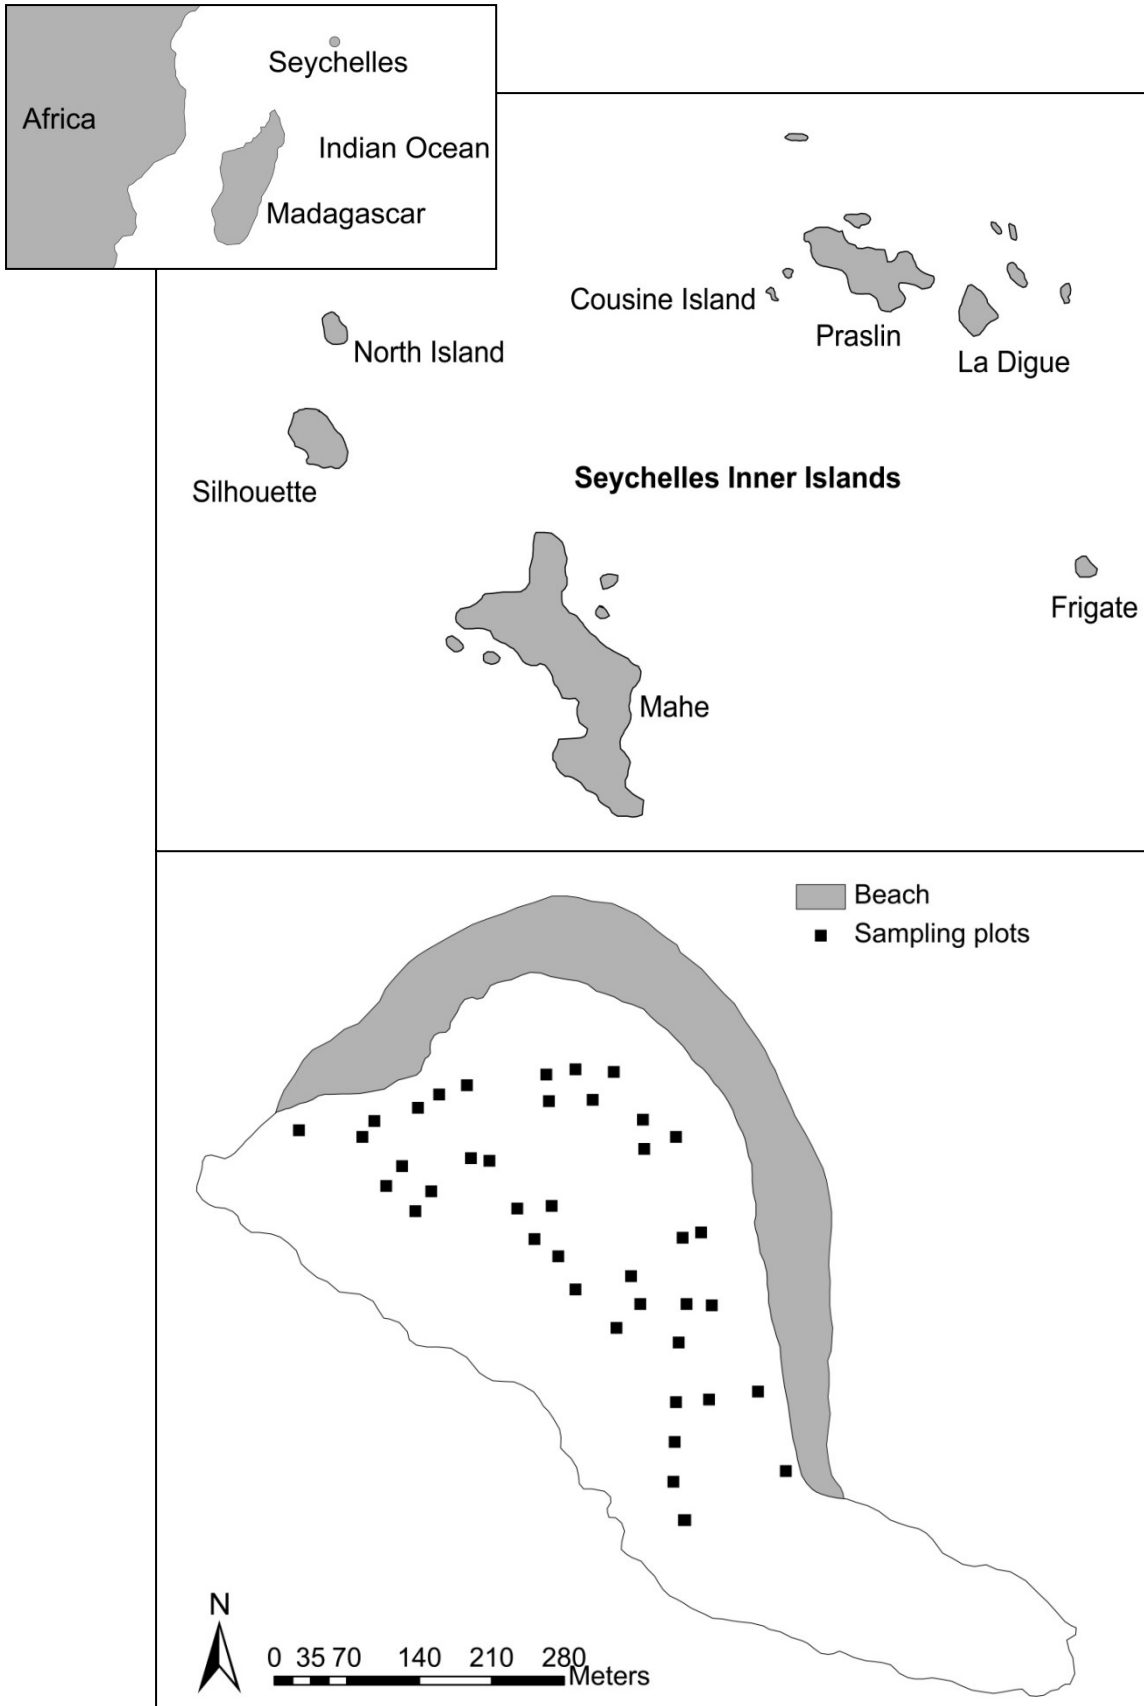 Seychelles
Africa
Indian Ocean
Madagascar
Cousine Island
Praslin
North Island
La Digue
Silhouette
Seychelles Inner Islands
Frigate
Mahe
Beach
Sampling plots
N
0 35 70 140 210 280
Meters